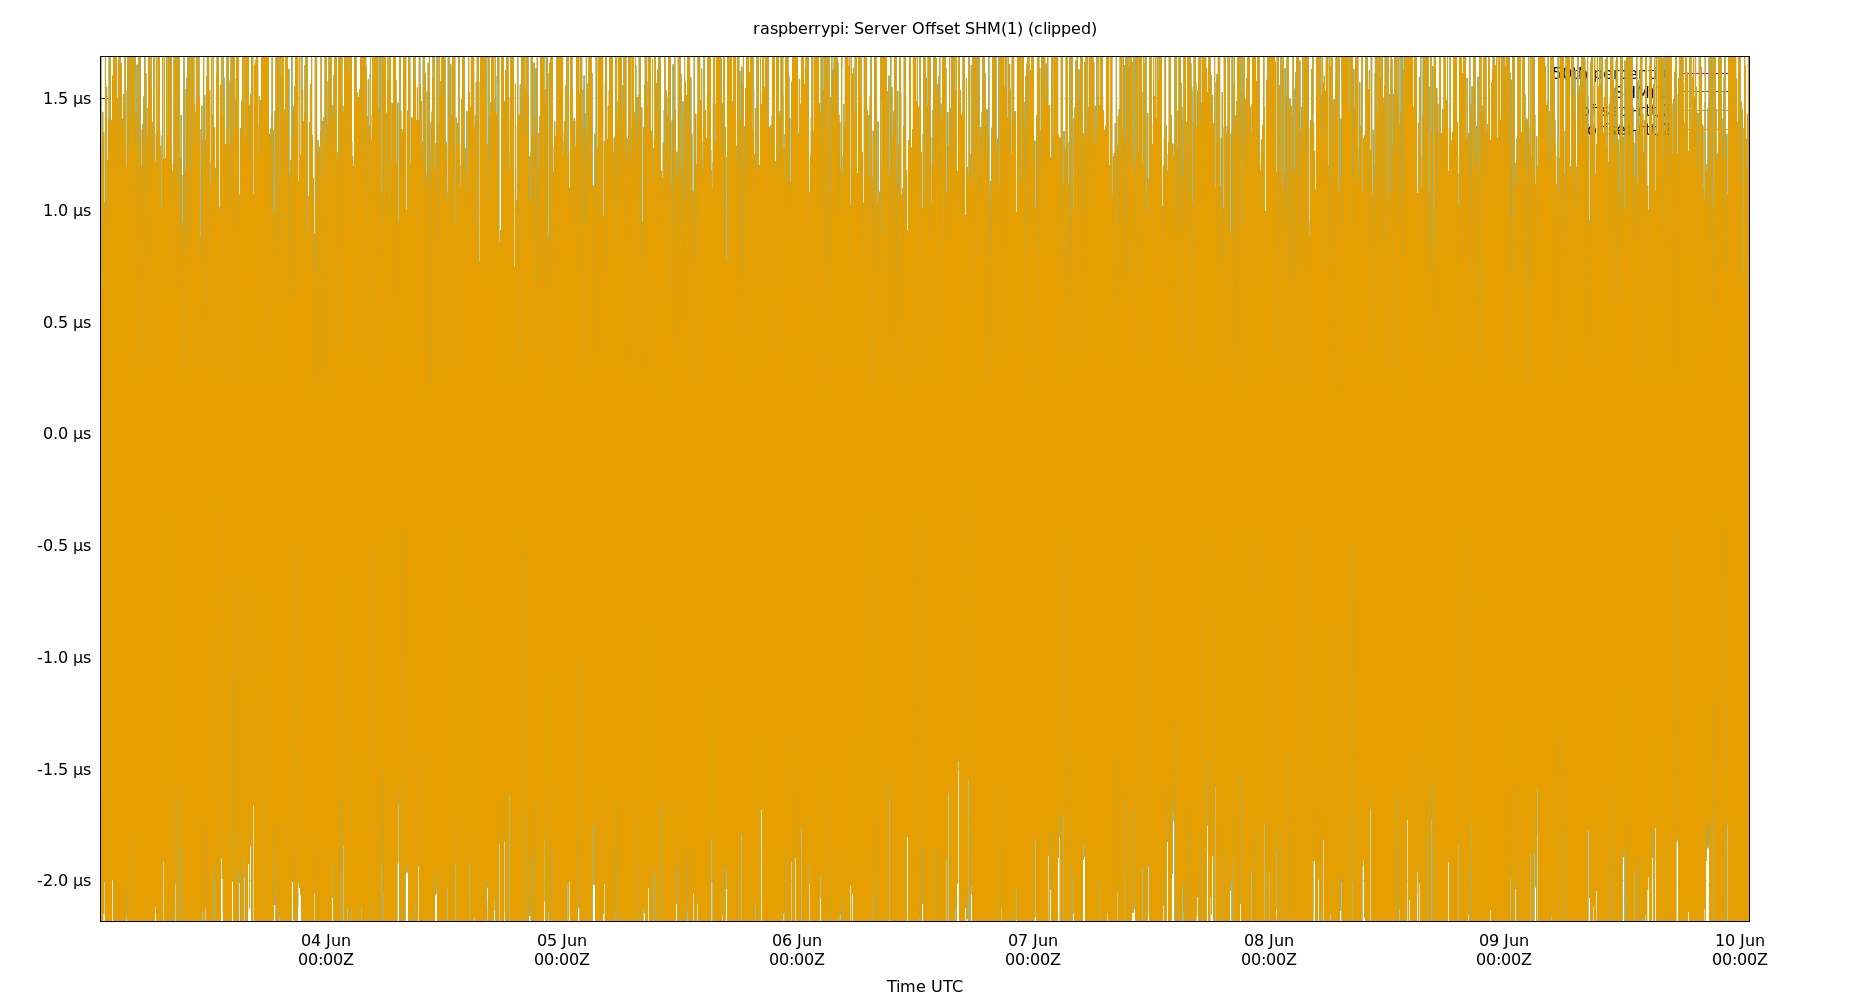 raspberrypi: Server Offset SHM(1) (clipped)
1.5 µs
1.0 µs
0.5 µs
0.0 µs
-0.5 µs
-1.0 µs
-1.5 µs
-2.0 µs
04 Jun 05 Jun 06 Jun 07 Jun 08 Jun 09 Jun 10 Jun
00:00Z 00:00Z 00:00Z 00:00Z 00:00Z 00:00Z 00:00Z
Time UTC